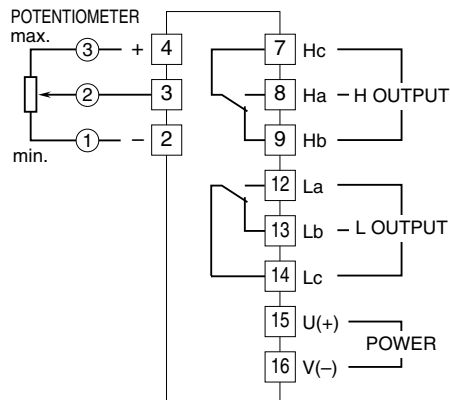 POTENTIOMETER
max.
3 + 4 7 Hc
2 3 8 Ha H OUTPUT
1 – 2 9 Hb
min.
12 La
13 Lb L OUTPUT
14 Lc
15 U(+)
POWER
16 V(–)